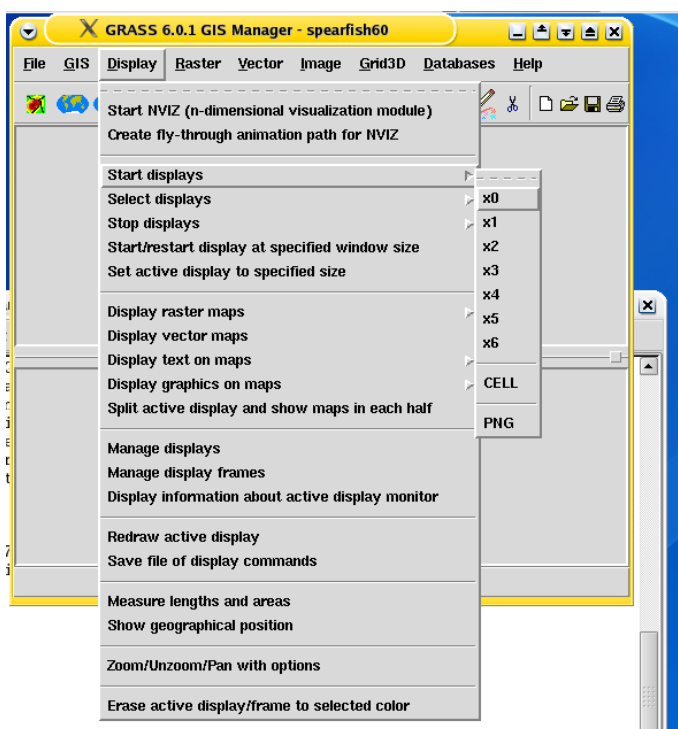 GRASS 6.0.1 GIS Manager - spearfish60
File GIS Display Raster Vector Image Grid3D Databases Help
Start NVIZ (n-dimensional visualization module)
Create fly-through animation path for NVIZ
Start displays
Select displays
Stop displays
Start/restart display at specified window size
Set active display to specified size
Display raster maps
Display vector maps
Display text on maps
Display graphics on maps
Split active display and show maps in each half
Manage displays
Manage display frames
Display information about active display monitor
Redraw active display
Save file of display commands
Measure lengths and areas
Show geographical position
Zoom/Unzoom/Pan with options
Erase active display/frame to selected color
x0
x1
x2
x3
x4
x5
x6
CELL
PNG